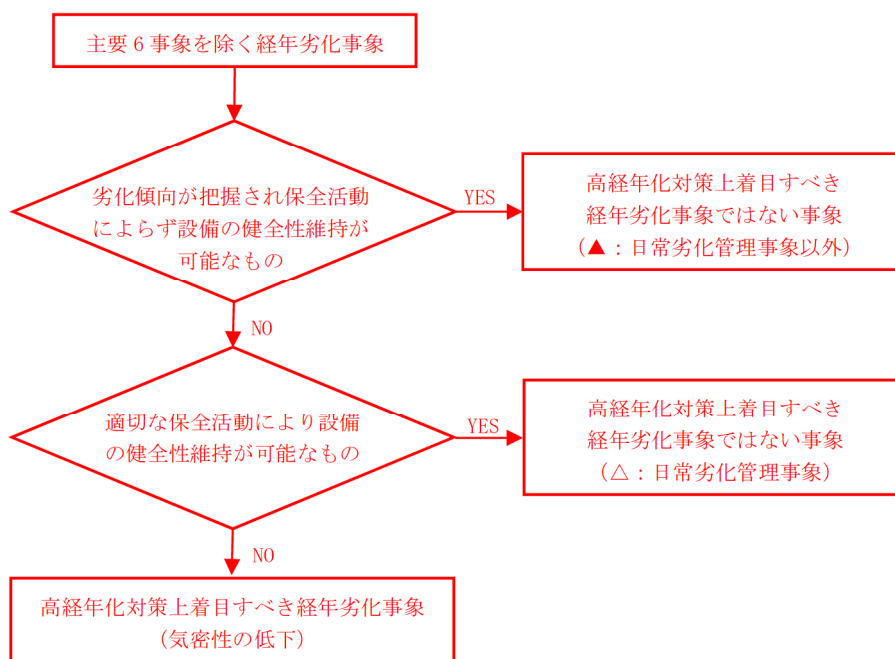 主要6事象を除く経年劣化事象
劣化傾向が把握され保全活動
によらず設備の健全性維持が
可能なもの
YES
高経年化対策上着目すべき
経年劣化事象ではない事象
(▲:日常劣化管理事象以外)
NO
適切な保全活動により設備
の健全性維持が可能なもの
YES
高経年化対策上着目すべき
経年劣化事象ではない事象
(△:日常劣化管理事象)
NO
高経年化対策上着目すべき経年劣化事象
(気密性の低下)